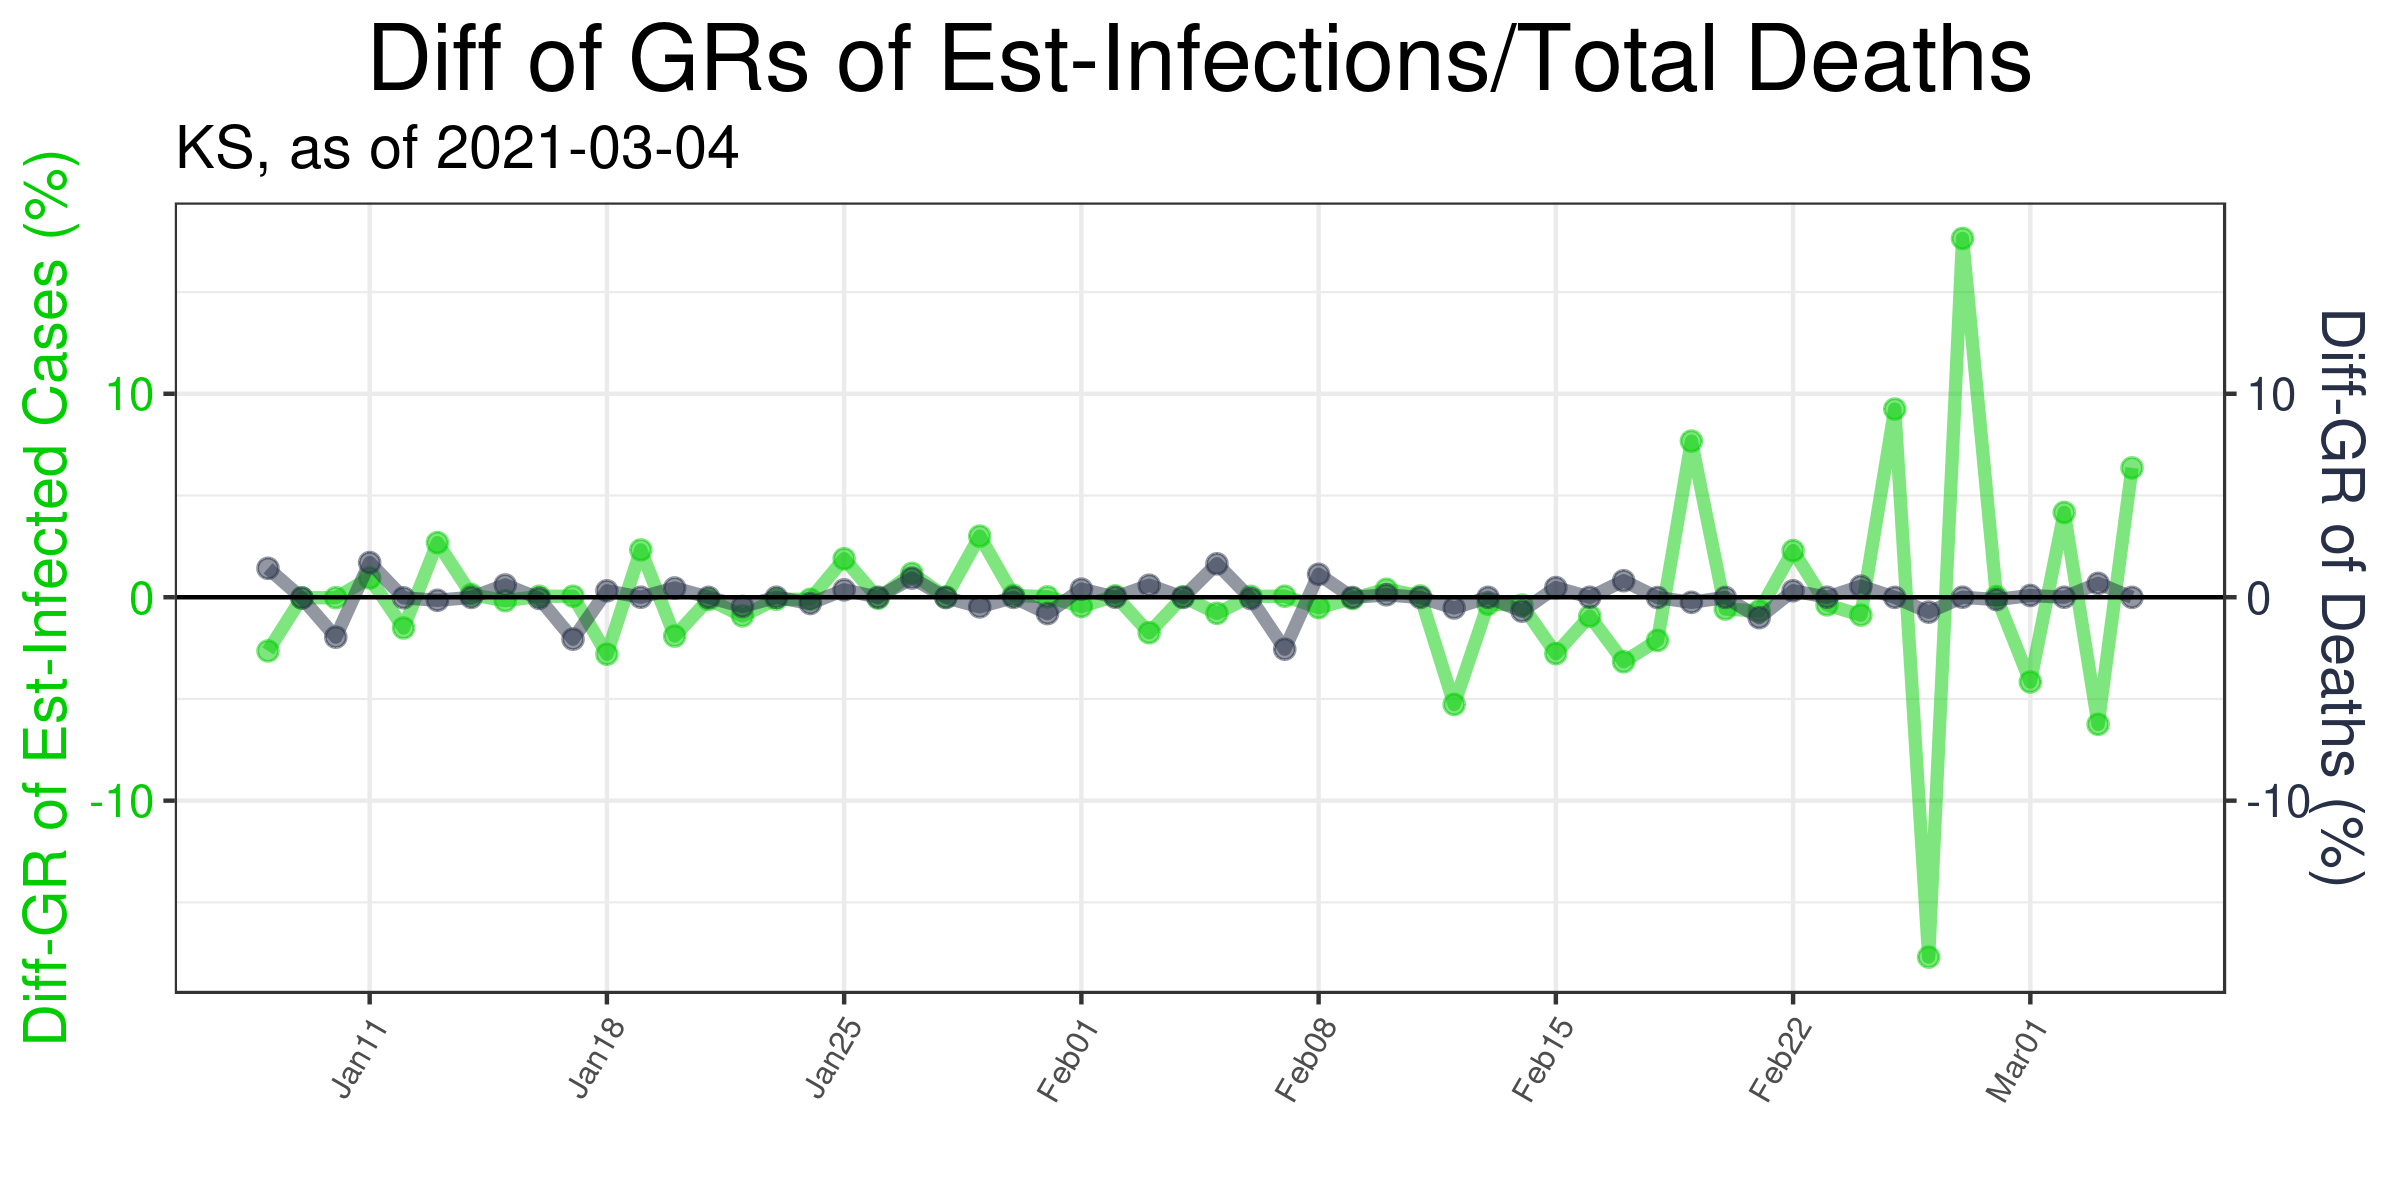 Diff of GRs of Est-Infections/Total Deaths
KS, as of 2021-03-04
Diff-GR of Est-Infected Cases (%)
10
0
-10
10
0
-10
Diff-GR of Deaths (%)
Jan11
Jan18
Jan25
Feb01
Feb08
Feb15
Feb22
Mar01